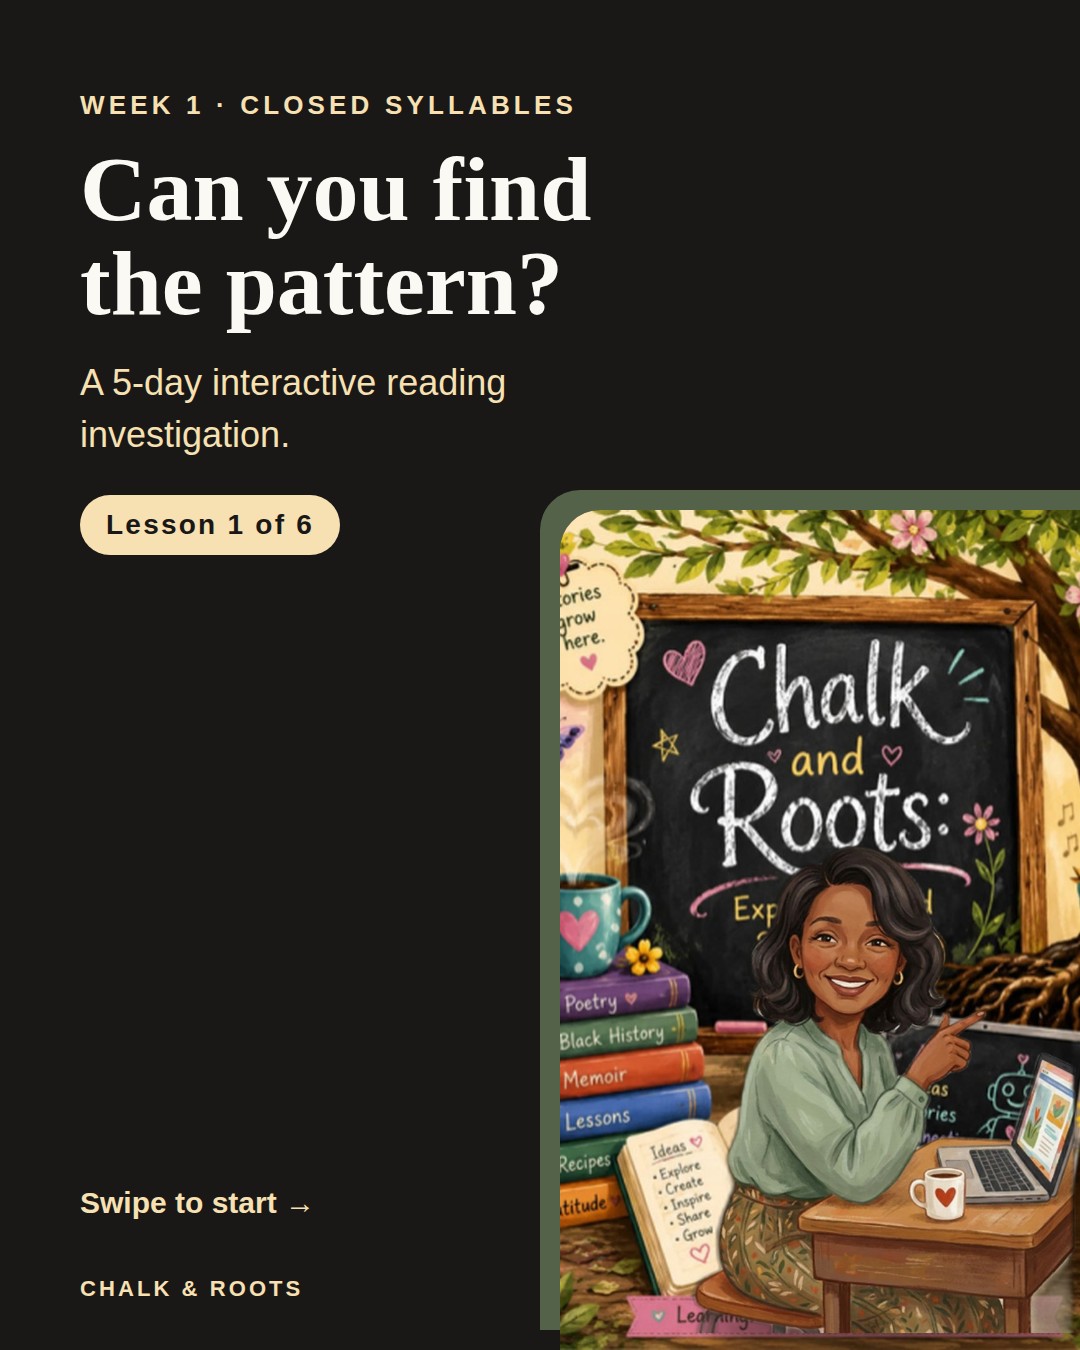 WEEK 1 · CLOSED SYLLABLES
Can you find
the pattern?
A 5-day interactive reading
investigation.
Lesson 1 of 6
grow
here.
Chalk
and
Roots:
Poetry
Black History
Memoir
Lessons
Recipes
Ideas
• Explore
• Create
• Inspire
• Share
• Grow
Swipe to start →
CHALK & ROOTS